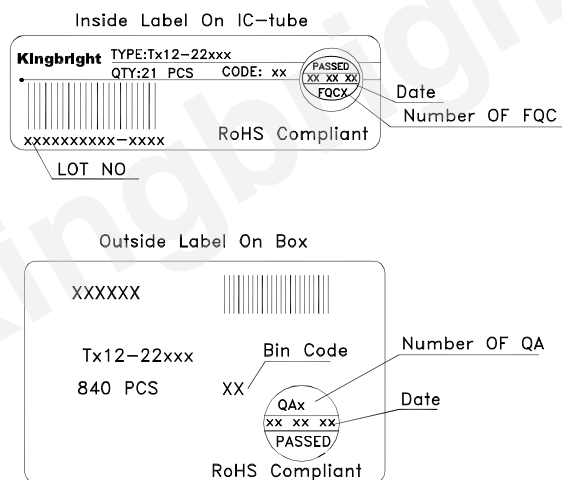 Inside Label On IC-tube
Kingbright TYPE:Tx12-22xxx
QTY:21 PCS CODE: xx
PASSED
xx xx xx
FQCX
Date
Number OF FQC
RoHS Compliant
xxxxxxxxxx-xxxx
LOT NO
Outside Label On Box
XXXXXX
Tx12-22xxx
Bin Code
Number OF QA
840 PCS
XX
QAx
Date
xx xx xx
PASSED
RoHS Compliant
Kingbright